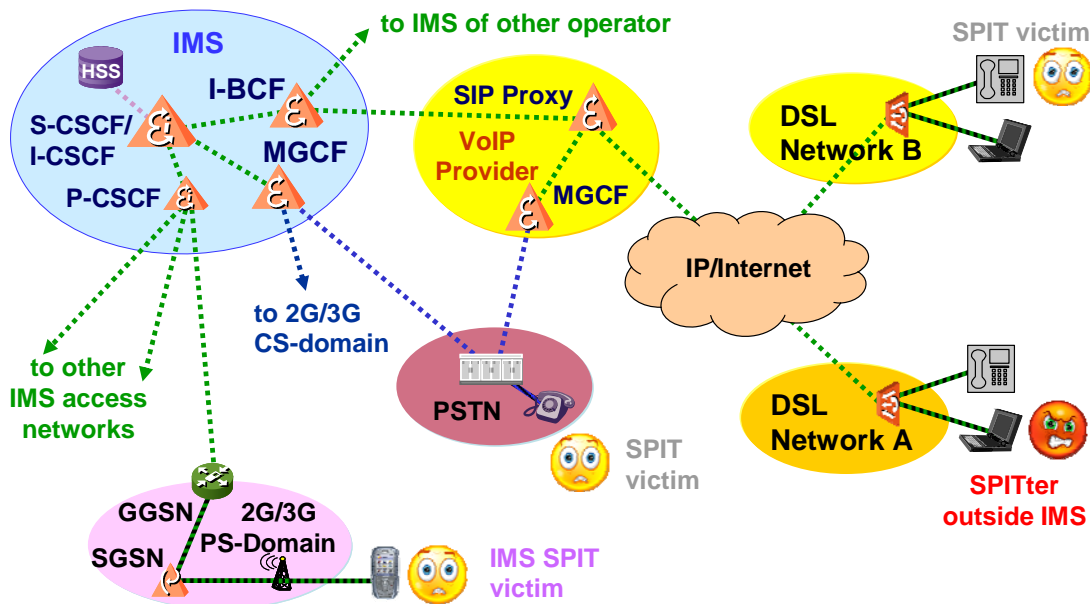 to IMS of other operator
SPIT victim
IMS
HSS
I-BCF
SIP Proxy
S-CSCF/
I-CSCF
MGCF
VoIP
Provider
DSL
Network B
P-CSCF
MGCF
IP/Internet
to 2G/3G
CS-domain
to other
IMS access
networks
PSTN
DSL
Network A
SPIT
victim
SPITter
outside IMS
GGSN
2G/3G
PS-Domain
SGSN
IMS SPIT
victim